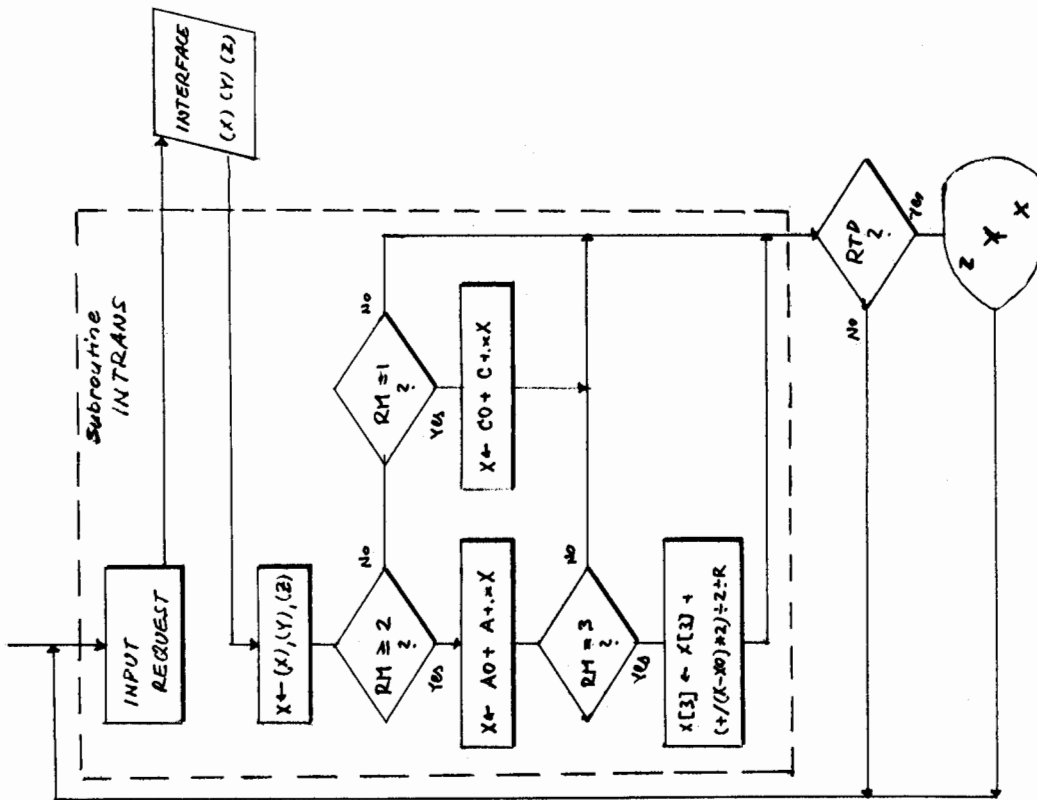 subroutine
INTRANS
INPUT
REQUEST
INTERFACE
(X) (Y) (Z)
X← (X),(Y),(Z)
RM ≥ 2
?
No
Yes
RM =1
?
No
Yes
X← A0+ A+.×X
X← C0+ C+.×X
RM = 3
?
No
Yes
X[3] ← X[3] +
(+/(X-X0)*2)÷2÷R
RTD
?
No
Yes
Z
Y
X